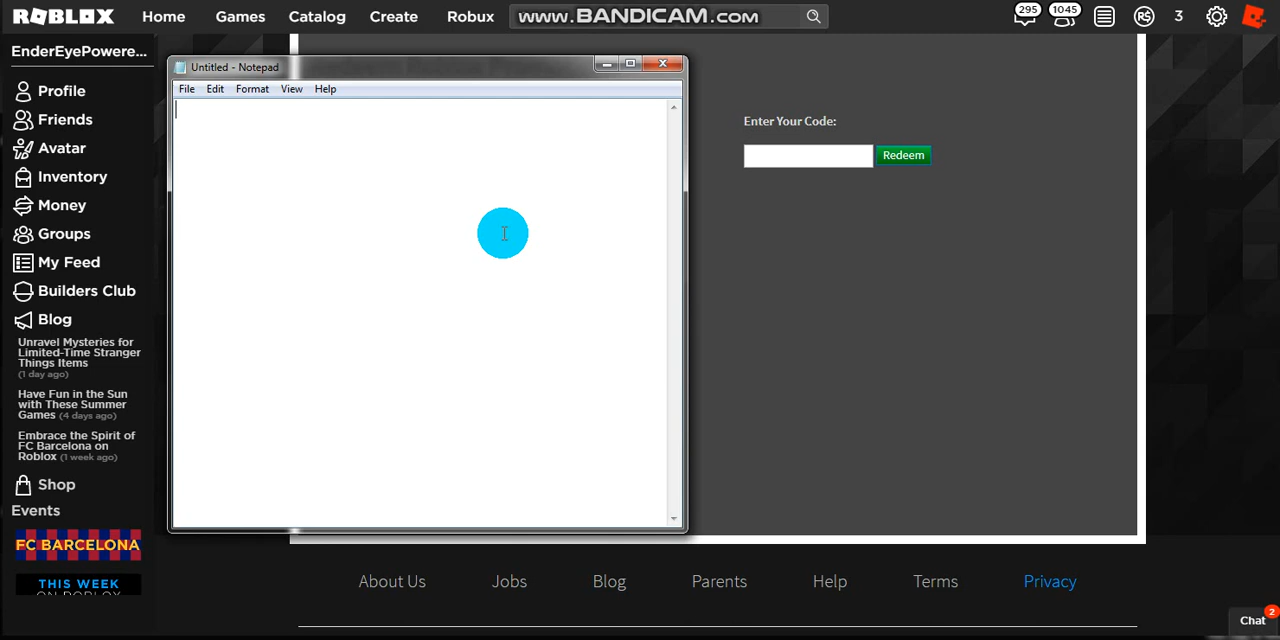 ROBLOX Home Games Catalog Create Robux www.BANDICAM.com 295 1045 R$ 3
EnderEyePowere...
Profile
Friends
Avatar
Inventory
Money
Groups
My Feed
Builders Club
Blog
Unravel Mysteries for
Limited-Time Stranger
Things Items
(1 day ago)
Have Fun in the Sun
with These Summer
Games (4 days ago)
Embrace the Spirit of
FC Barcelona on
Roblox (1 week ago)
Shop
Events
FC BARCELONA
THIS WEEK
ON ROBLOX
Untitled - Notepad
File Edit Format View Help
Enter Your Code:
Redeem
About Us Jobs Blog Parents Help Terms Privacy
Chat 2